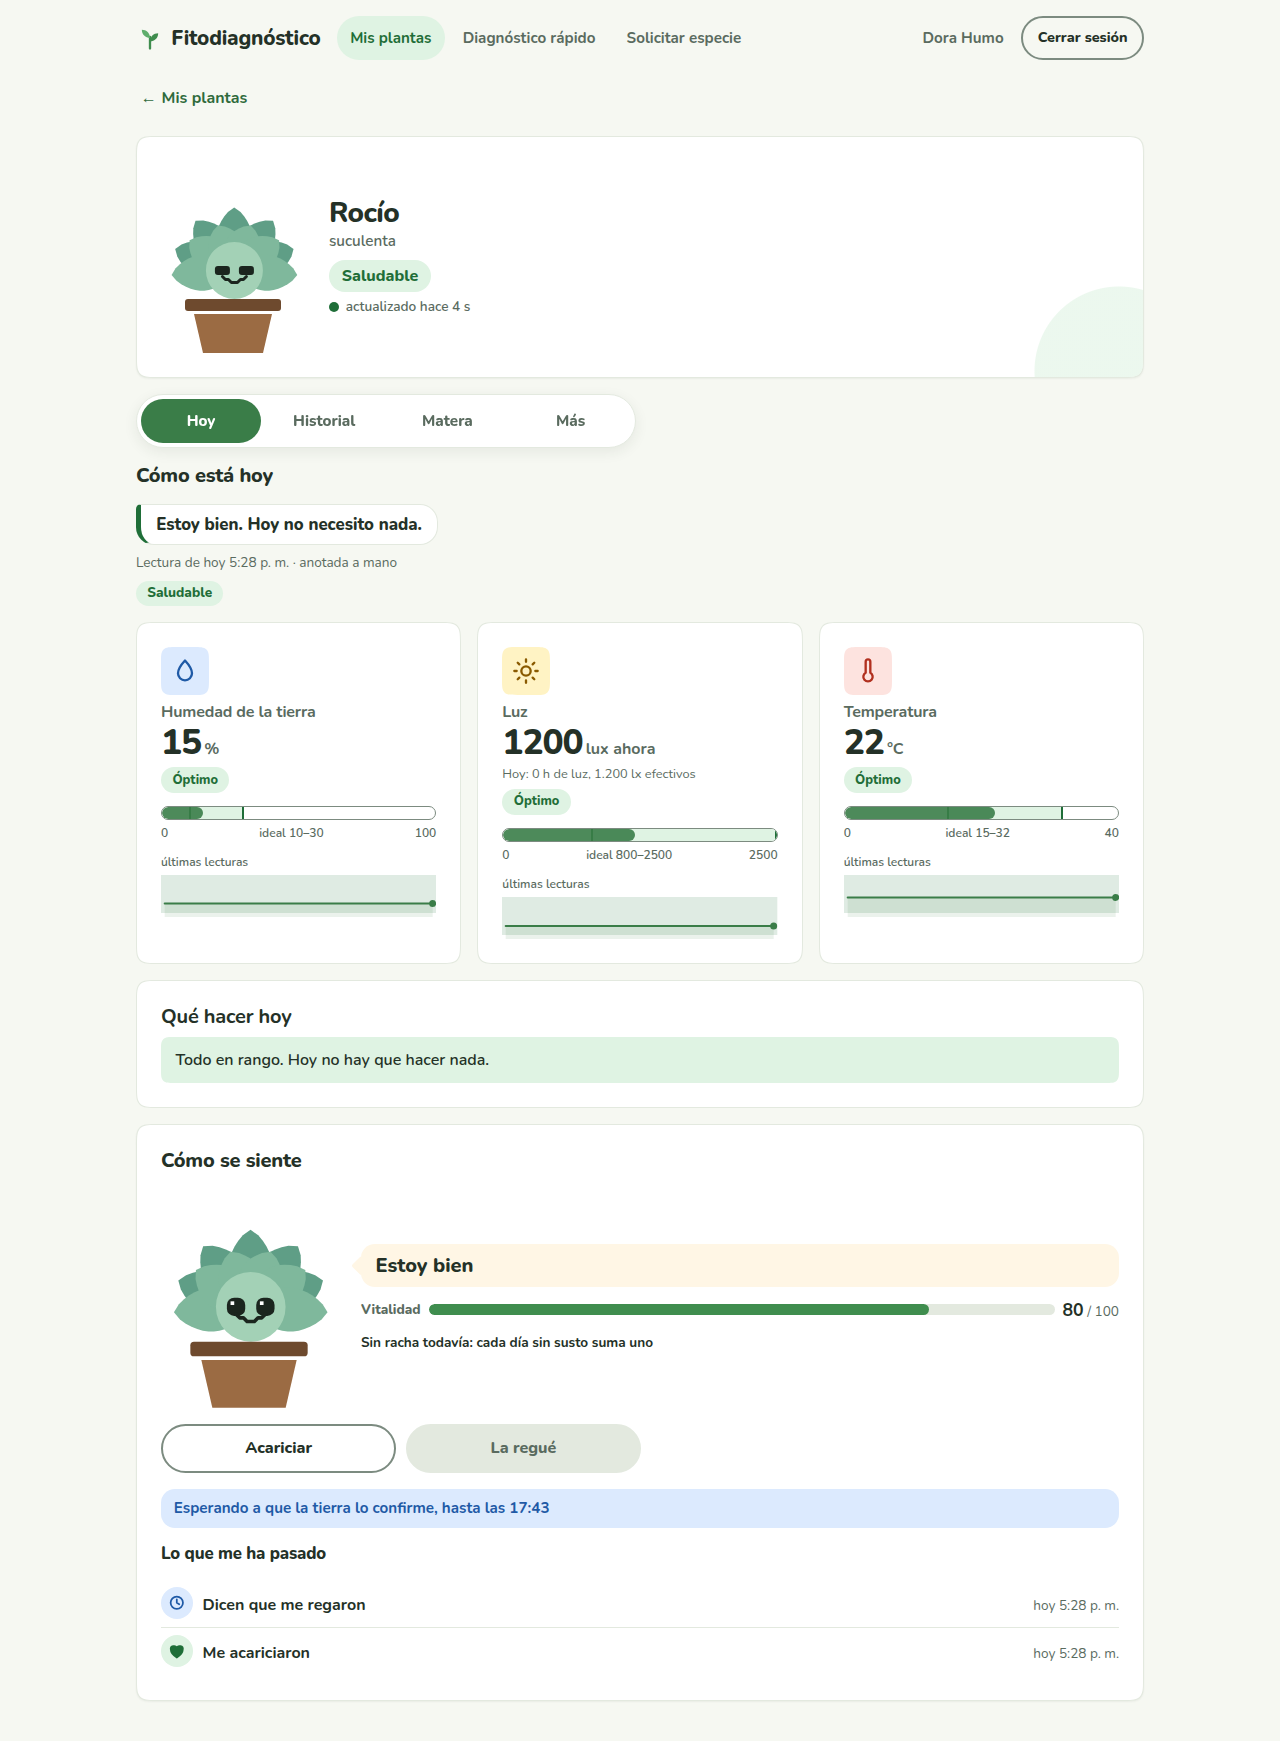 Fitodiagnóstico Mis plantas Diagnóstico rápido Solicitar especie Dora Humo Cerrar sesión
← Mis plantas
Rocío
suculenta
Saludable
actualizado hace 4 s
Hoy Historial Matera Más
Cómo está hoy
Estoy bien. Hoy no necesito nada.
Lectura de hoy 5:28 p. m. · anotada a mano
Saludable
Humedad de la tierra
15 %
Óptimo
0 ideal 10–30 100
últimas lecturas
Luz
1200 lux ahora
Hoy: 0 h de luz, 1.200 lx efectivos
Óptimo
0 ideal 800–2500 2500
últimas lecturas
Temperatura
22 °C
Óptimo
0 ideal 15–32 40
últimas lecturas
Qué hacer hoy
Todo en rango. Hoy no hay que hacer nada.
Cómo se siente
Estoy bien
Vitalidad 80 / 100
Sin racha todavía: cada día sin susto suma uno
Acariciar La regué
Esperando a que la tierra lo confirme, hasta las 17:43
Lo que me ha pasado
Dicen que me regaron hoy 5:28 p. m.
Me acariciaron hoy 5:28 p. m.